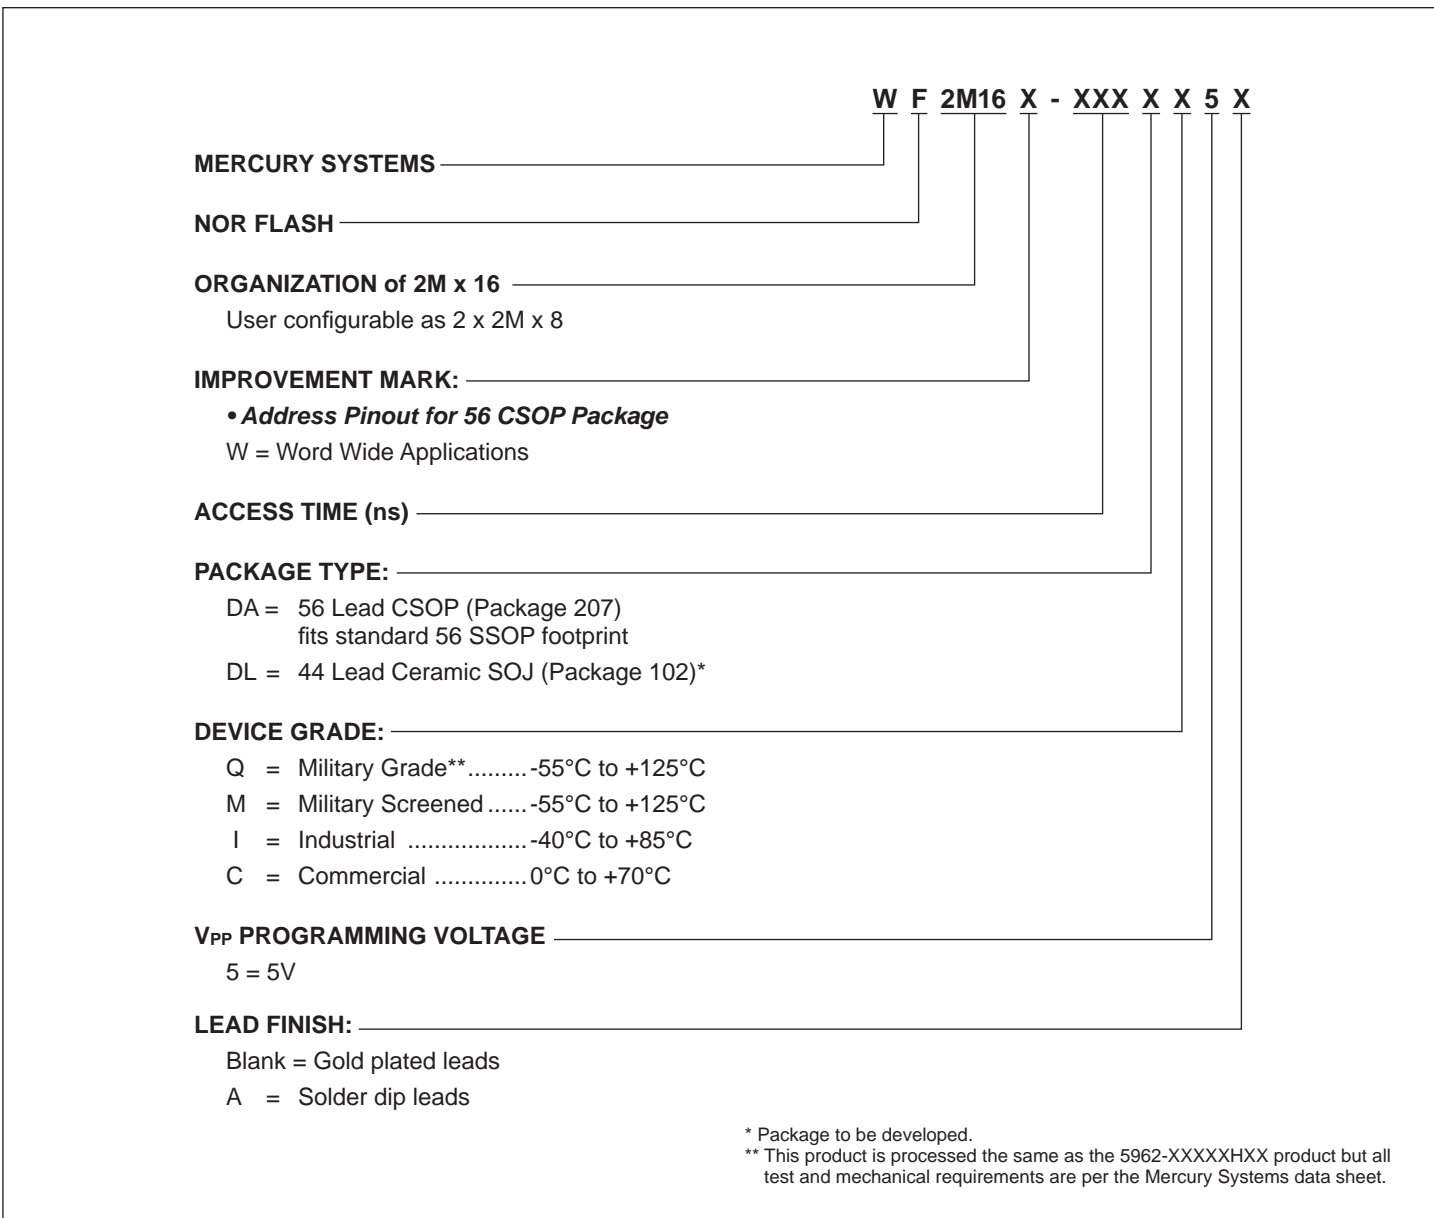 W F 2M16 X - XXX X X 5 X
MERCURY SYSTEMS
NOR FLASH
ORGANIZATION of 2M x 16
User configurable as 2 x 2M x 8
IMPROVEMENT MARK:
• Address Pinout for 56 CSOP Package
W = Word Wide Applications
ACCESS TIME (ns)
PACKAGE TYPE:
DA = 56 Lead CSOP (Package 207)
fits standard 56 SSOP footprint
DL = 44 Lead Ceramic SOJ (Package 102)*
DEVICE GRADE:
Q = Military Grade** ......... -55°C to +125°C
M = Military Screened ...... -55°C to +125°C
I = Industrial .................. -40°C to +85°C
C = Commercial .............. 0°C to +70°C
VPP PROGRAMMING VOLTAGE
5 = 5V
LEAD FINISH:
Blank = Gold plated leads
A = Solder dip leads
* Package to be developed.
** This product is processed the same as the 5962-XXXXXHXX product but all
test and mechanical requirements are per the Mercury Systems data sheet.